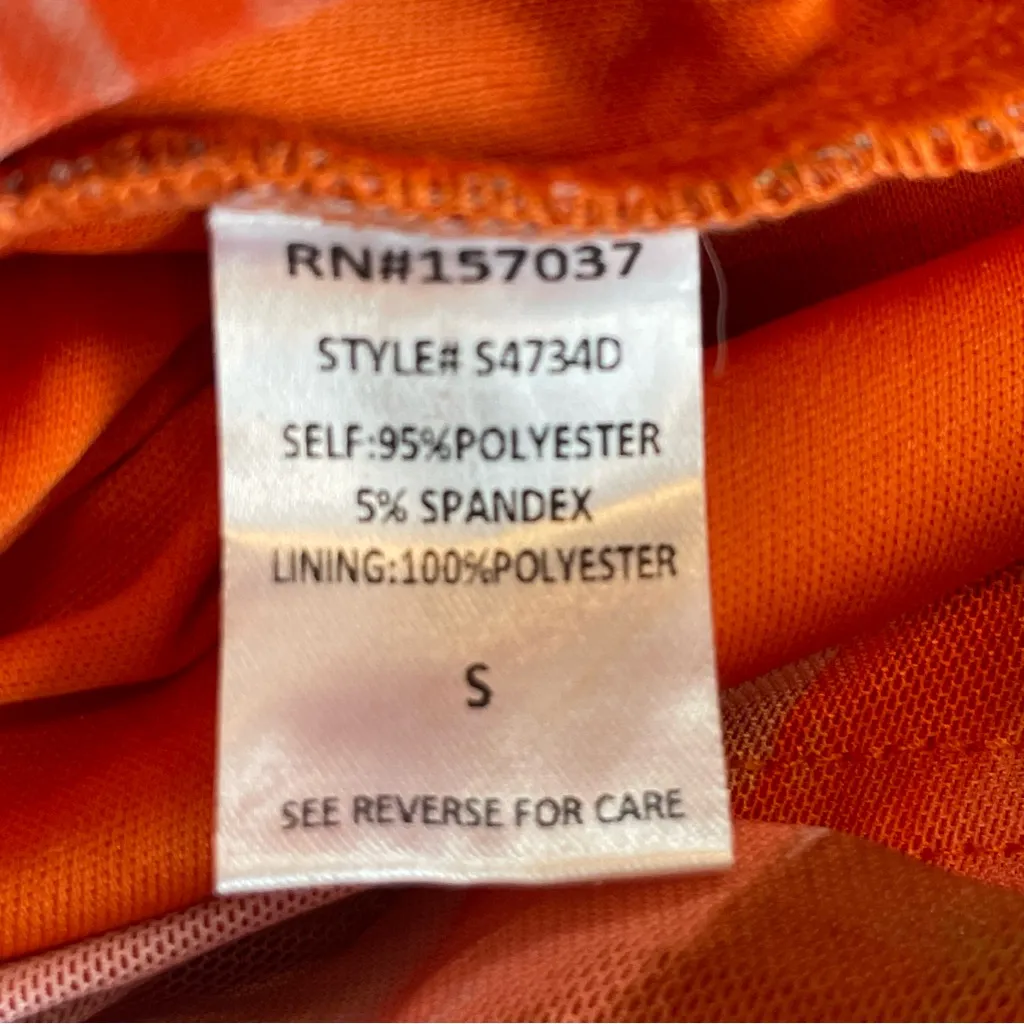 RN#157037
STYLE# S4734D
SELF:95%POLYESTER
5% SPANDEX
LINING:100%POLYESTER
S
SEE REVERSE FOR CARE